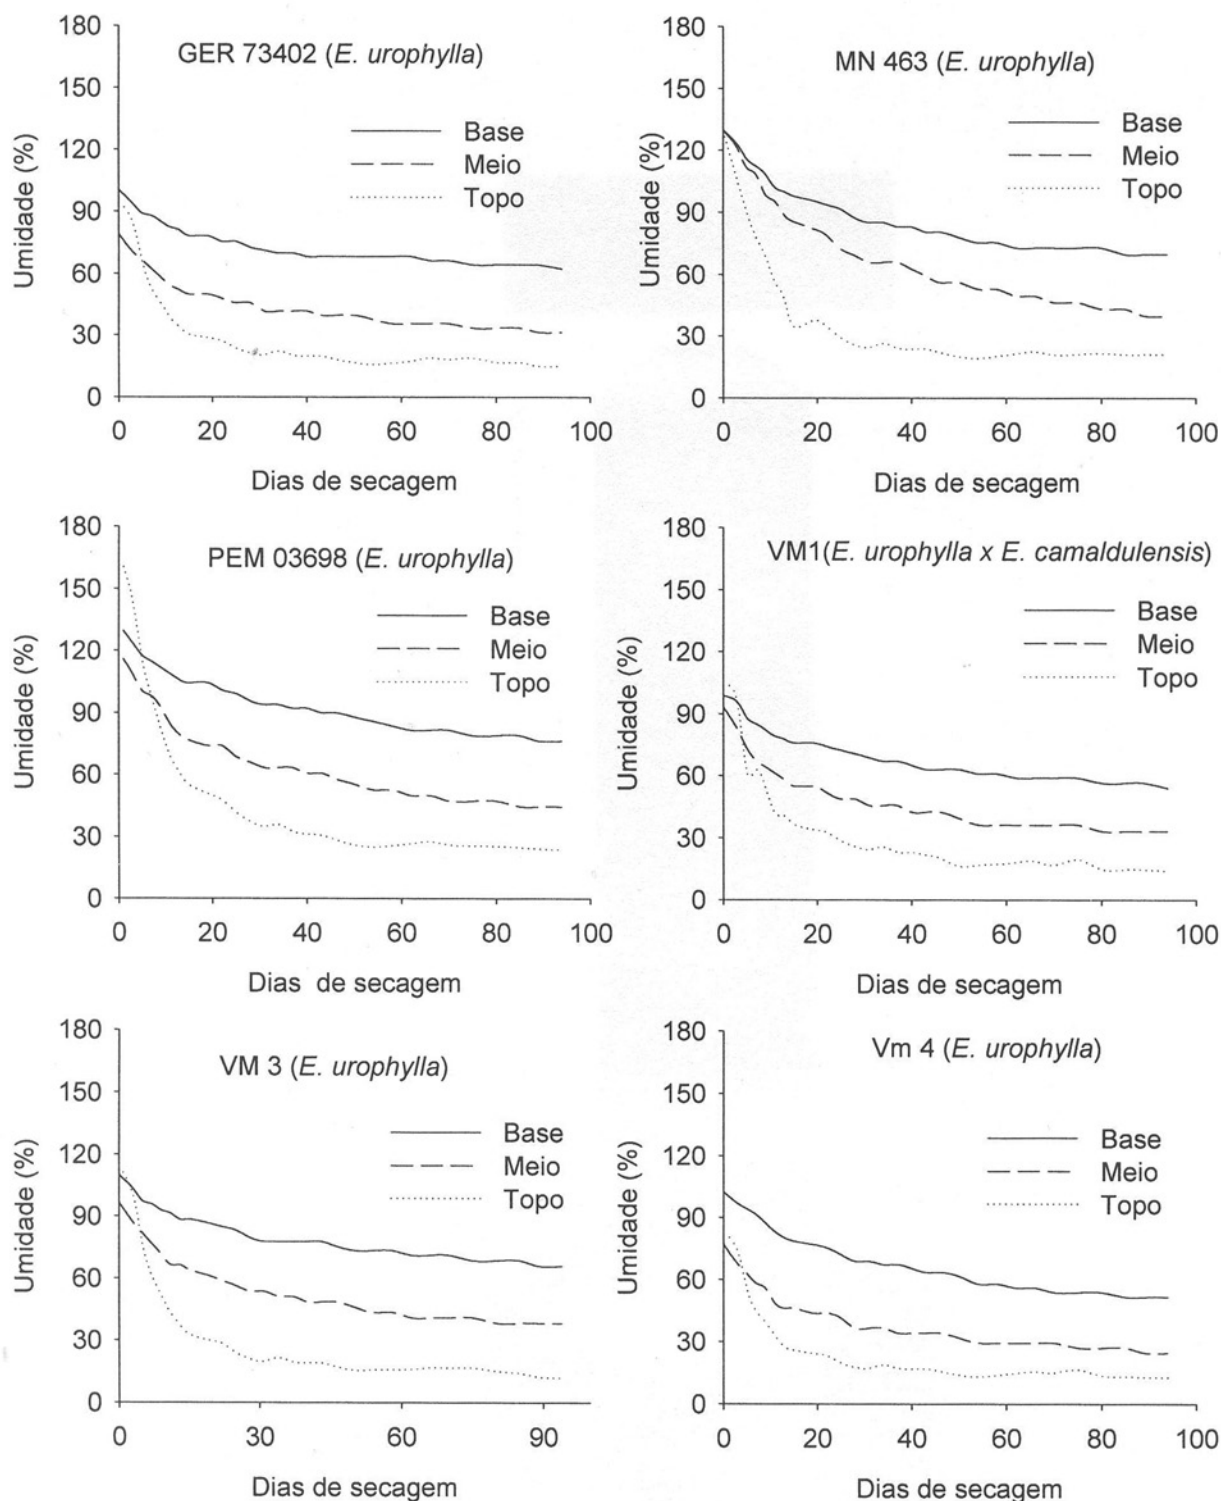 GER 73402 (E. urophylla)
Base
Meio
Topo
Umidade (%)
180
150
120
90
60
30
0
0 20 40 60 80 100
Dias de secagem
MN 463 (E. urophylla)
Base
Meio
Topo
Umidade (%)
180
150
120
90
60
30
0
0 20 40 60 80 100
Dias de secagem
PEM 03698 (E. urophylla)
Base
Meio
Topo
Umidade (%)
180
150
120
90
60
30
0
0 20 40 60 80 100
Dias de secagem
VM1(E. urophylla x E. camaldulensis)
Base
Meio
Topo
Umidade (%)
180
150
120
90
60
30
0
0 20 40 60 80 100
Dias de secagem
VM 3 (E. urophylla)
Base
Meio
Topo
Umidade (%)
180
150
120
90
60
30
0
0 30 60 90
Dias de secagem
Vm 4 (E. urophylla)
Base
Meio
Topo
Umidade (%)
180
150
120
90
60
30
0
0 20 40 60 80 100
Dias de secagem